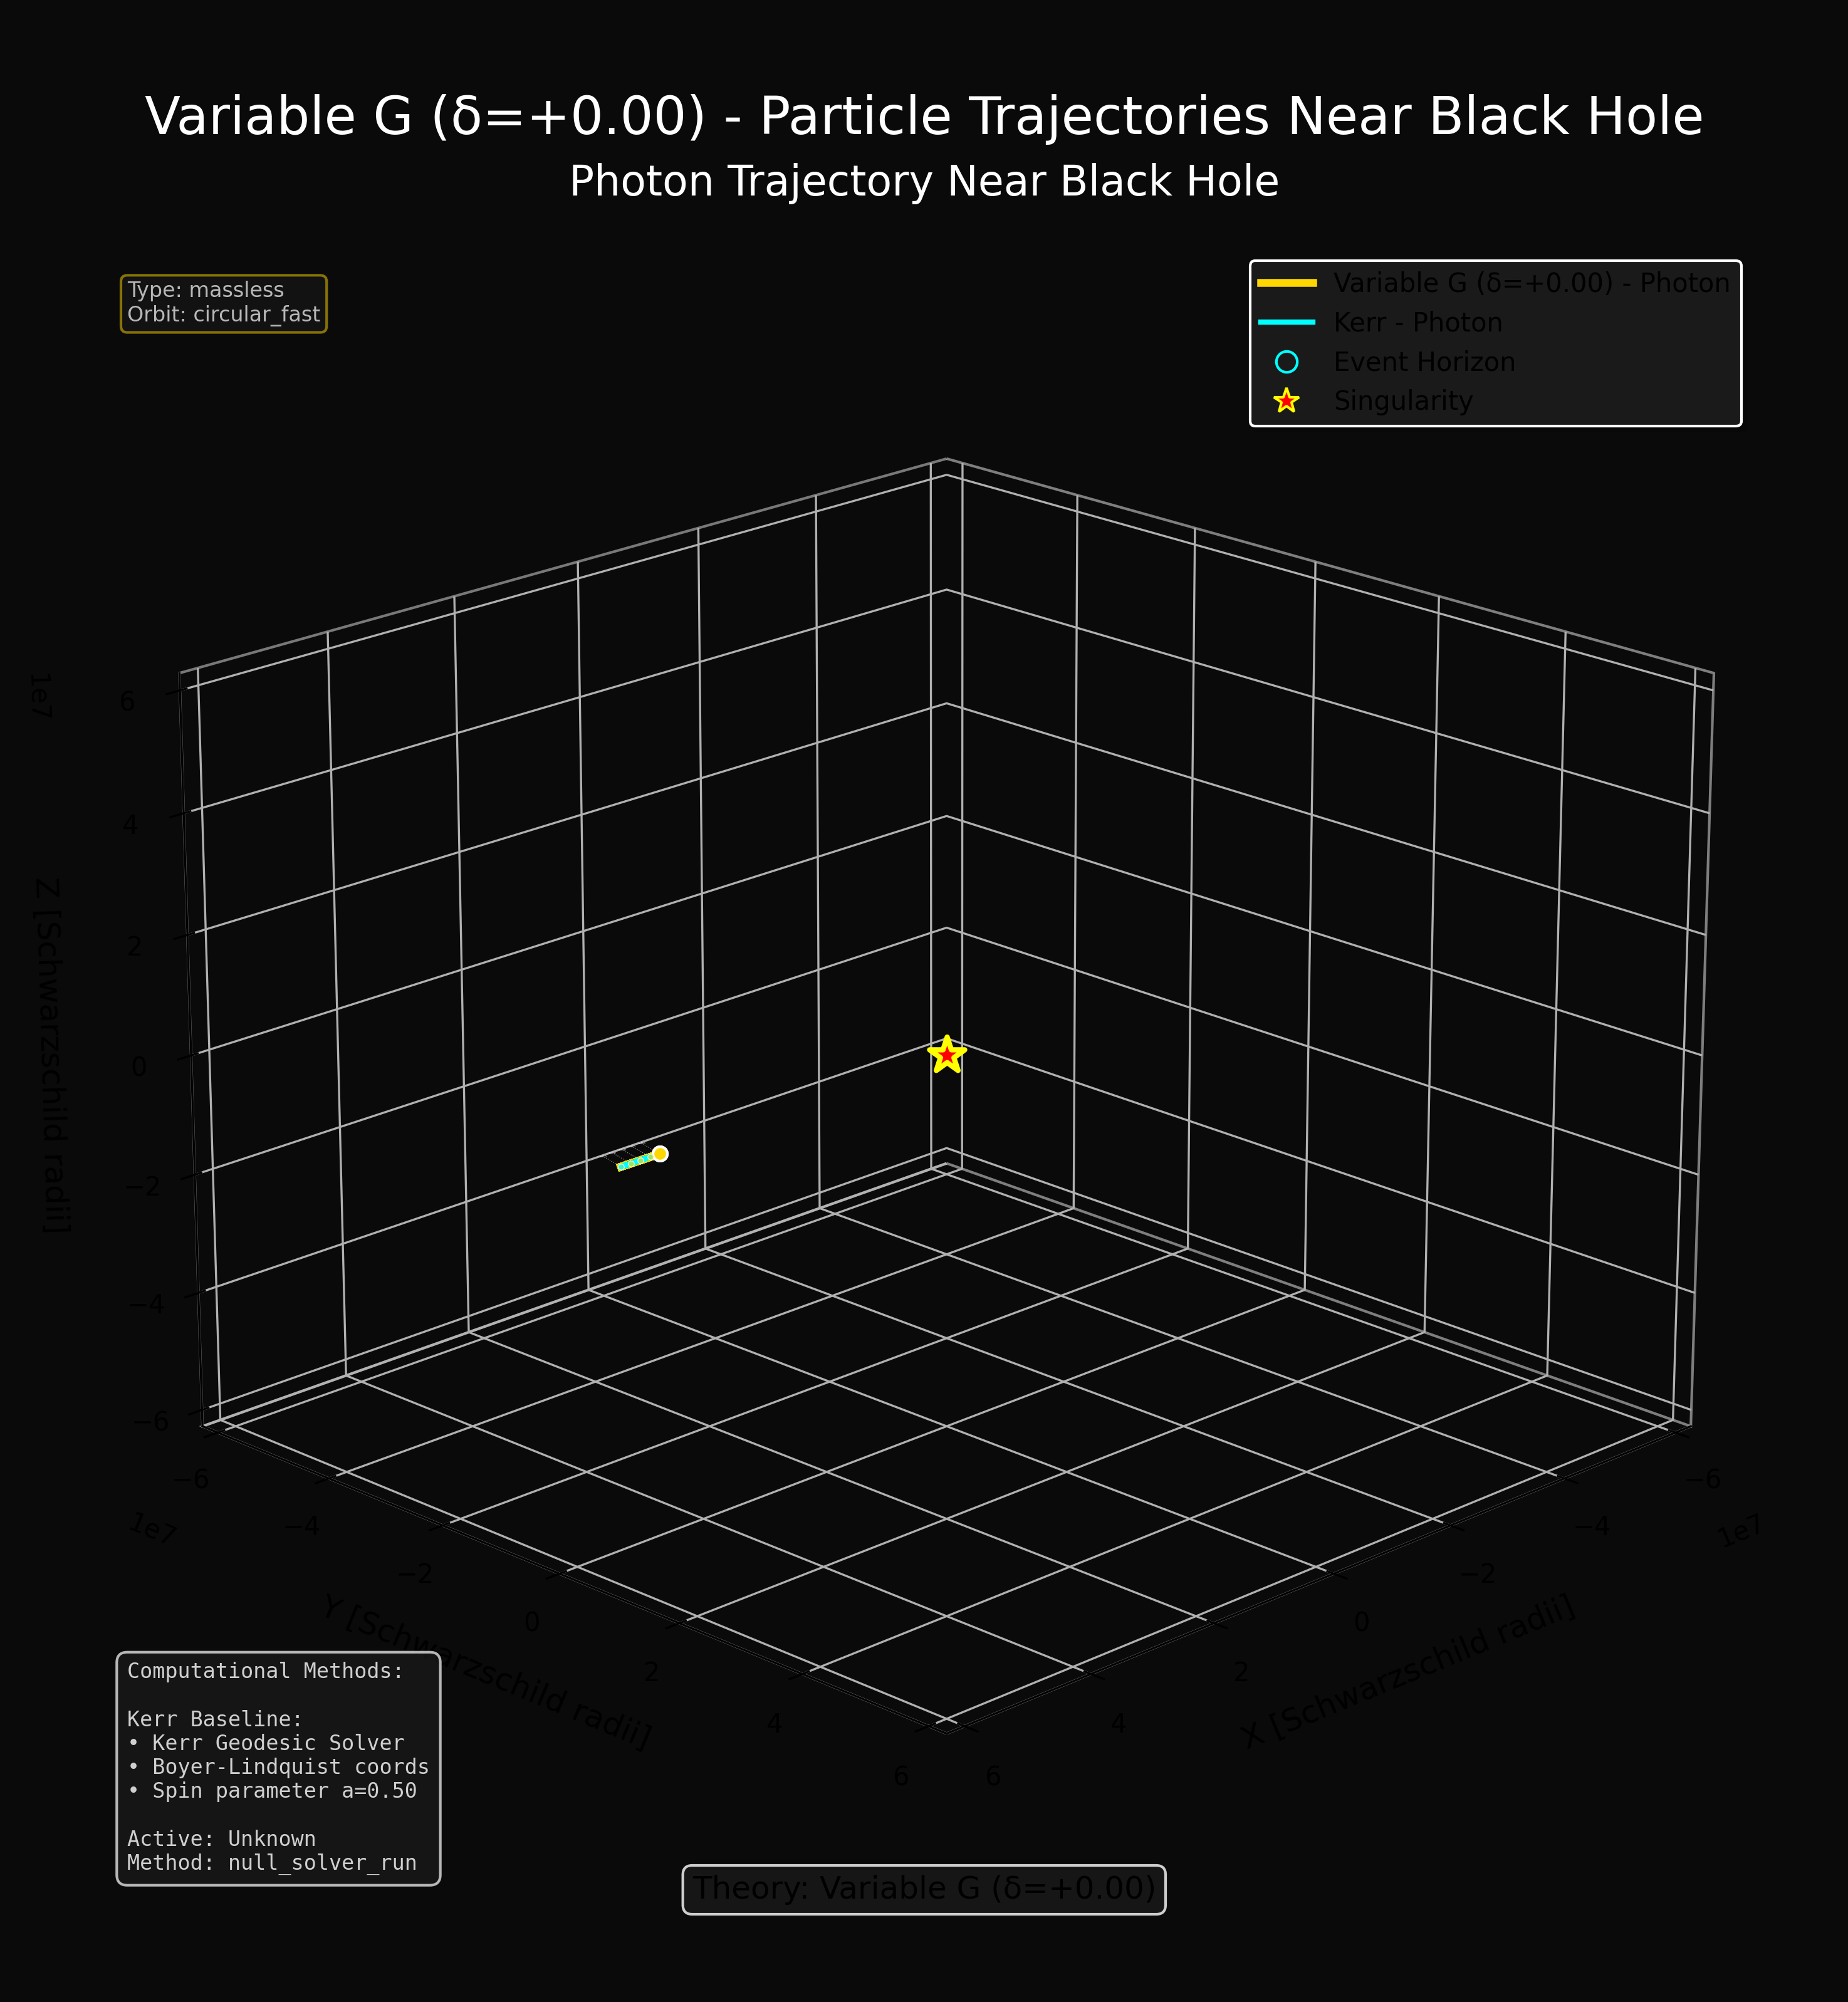 Variable G (δ=+0.00) - Particle Trajectories Near Black Hole
Photon Trajectory Near Black Hole
Type: massless
Orbit: circular_fast
Variable G (δ=+0.00) - Photon
Kerr - Photon
Event Horizon
Singularity
1e7
6
4
2
0
−2
−4
−6
Z [Schwarzschild radii]
−6
−4
−2
0
2
4
6
1e7
Y [Schwarzschild radii]
6
4
2
0
−2
−4
−6
1e7
X [Schwarzschild radii]
Computational Methods:
Kerr Baseline:
• Kerr Geodesic Solver
• Boyer-Lindquist coords
• Spin parameter a=0.50
Active: Unknown
Method: null_solver_run
Theory: Variable G (δ=+0.00)